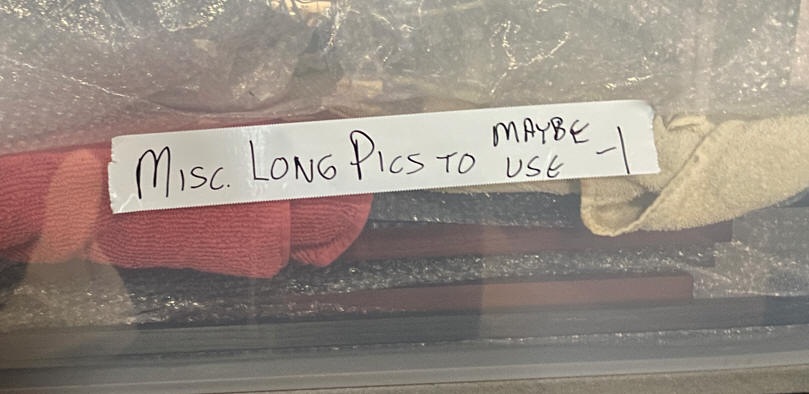 MISC. LONG PICS TO MAYBE USE -1